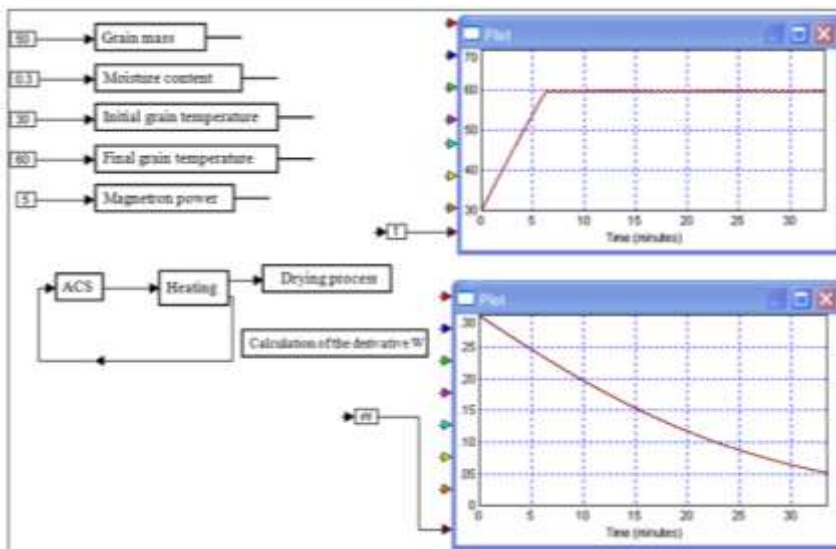 Grain mass
0.3
Moisture content
30
Initial grain temperature
60
Final grain temperature
5
Magnetron power
T
Plot
70
60
50
40
30
0
5
10
15
20
25
30
Time (minutes)
ACS
Heating
Drying process
Calculation of the derivative W
Plot
30
25
20
15
10
05
0
0
5
10
15
20
25
30
Time (minutes)